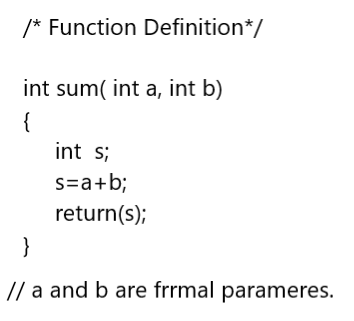 /* Function Definition*/
int sum( int a, int b)
{
int s;
s=a+b;
return(s);
}
// a and b are frrmal parameres.